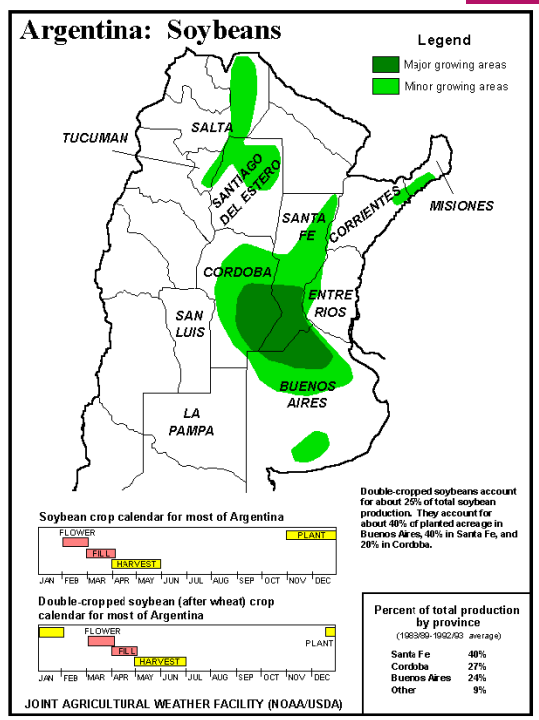 Argentina: Soybeans
Legend
Major growing areas
Minor growing areas
SALTA
TUCUMAN
SANTIAGO
DEL ESTERO
SANTA
FE
CORRIENTES
MISIONES
CORDOBA
ENTRE
RIOS
SAN
LUIS
BUENOS
AIRES
LA
PAMPA
Double-cropped soybeans account
for about 25% of total soybean
production. They account for
about 40% of planted acreage in
Buenos Aires, 40% in Santa Fe, and
20% in Cordoba.
Soybean crop calendar for most of Argentina
FLOWER
PLANT
FILL
HARVEST
JAN FEB MAR APR MAY JUN JUL AUG SEP OCT NOV DEC
Double-cropped soybean (after wheat) crop
calendar for most of Argentina
FLOWER
PLANT
FILL
HARVEST
JAN FEB MAR APR MAY JUN JUL AUG SEP OCT NOV DEC
JOINT AGRICULTURAL WEATHER FACILITY (NOAA/USDA)
Percent of total production
by province
(1988/89-1992/93 average)
Santa Fe 40%
Cordoba 27%
Buenos Aires 24%
Other 9%